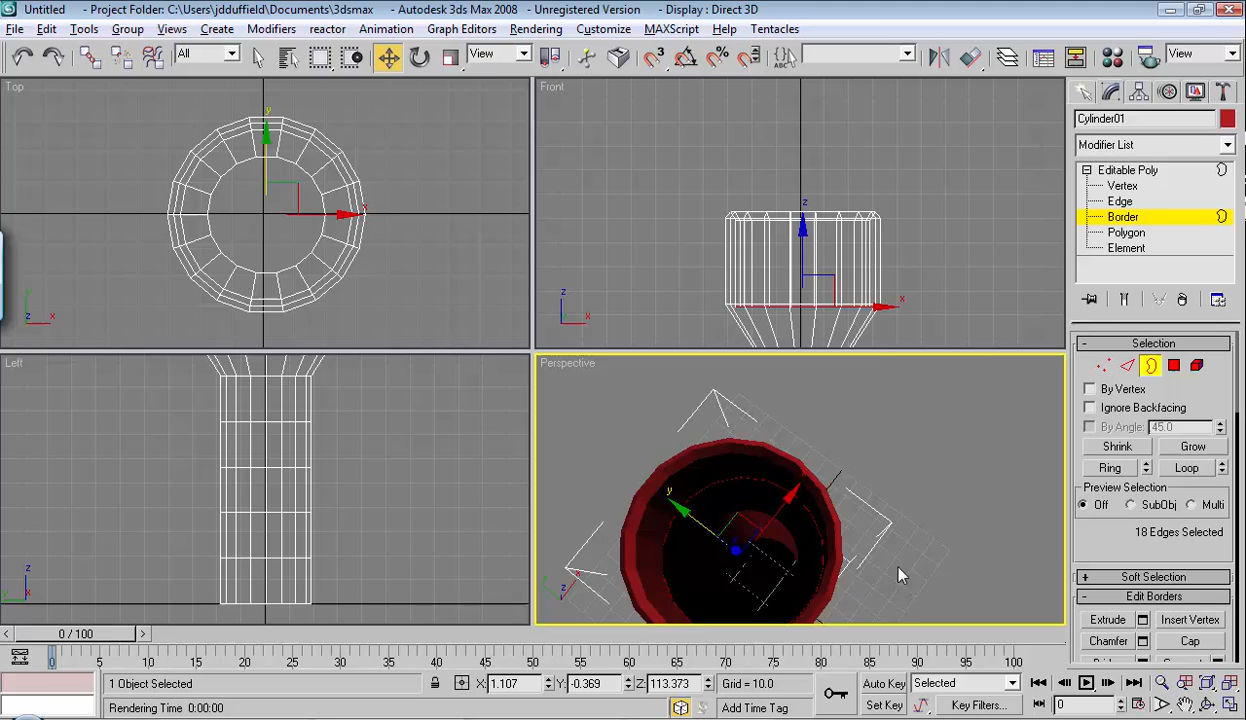 Untitled - Project Folder: C:\Users\jdduffield\Documents\3dsmax - Autodesk 3ds Max 2008 - Unregistered Version - Display : Direct 3D
File Edit Tools Group Views Create Modifiers reactor Animation Graph Editors Rendering Customize MAXScript Help Tentacles
All View View
Top
y
x
z
x
Front
z
x
z
x
Cylinder01
Modifier List
Editable Poly
Vertex
Edge
Border
Polygon
Element
Left
z
y
Perspective
y
z
x
Selection
By Vertex
Ignore Backfacing
By Angle: 45.0
Shrink Grow
Ring Loop
Preview Selection
Off SubObj Multi
18 Edges Selected
Soft Selection
Edit Borders
Extrude Insert Vertex
Chamfer Cap
0 / 100
0 5 10 15 20 25 30 35 40 45 50 55 60 65 70 75 80 85 90 95 100
1 Object Selected X: 1.107 Y: -0.369 Z: 113.373 Grid = 10.0 Auto Key Selected
Rendering Time 0:00:00 Add Time Tag Set Key Key Filters... 0